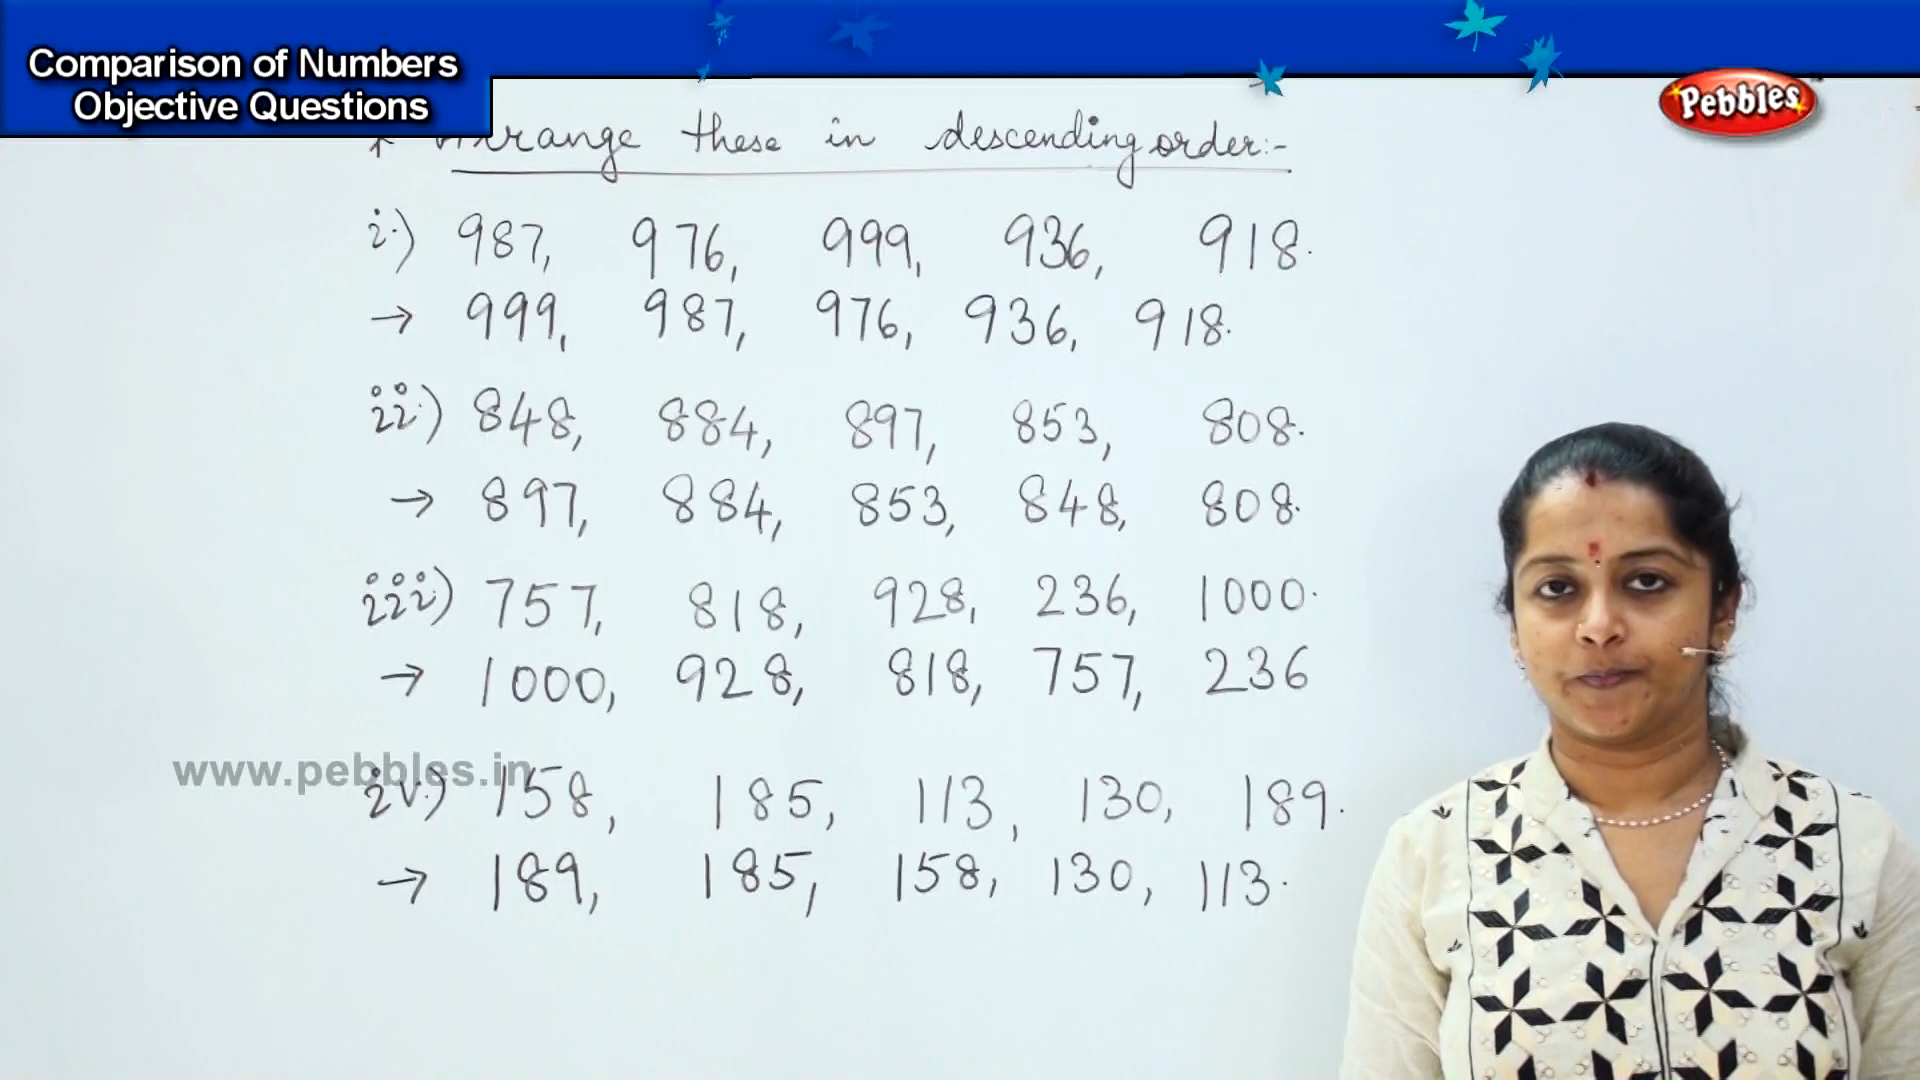 Comparison of Numbers
Objective Questions
Pebbles
Arrange these in descending order:-
i.) 987, 976, 999, 936, 918.
→ 999, 987, 976, 936, 918.
ii.) 848, 884, 897, 853, 808.
→ 897, 884, 853, 848, 808.
iii) 757, 818, 928, 236, 1000.
→ 1000, 928, 818, 757, 236
www.pebbles.in
iv.) 158, 185, 113, 130, 189.
→ 189, 185, 158, 130, 113.